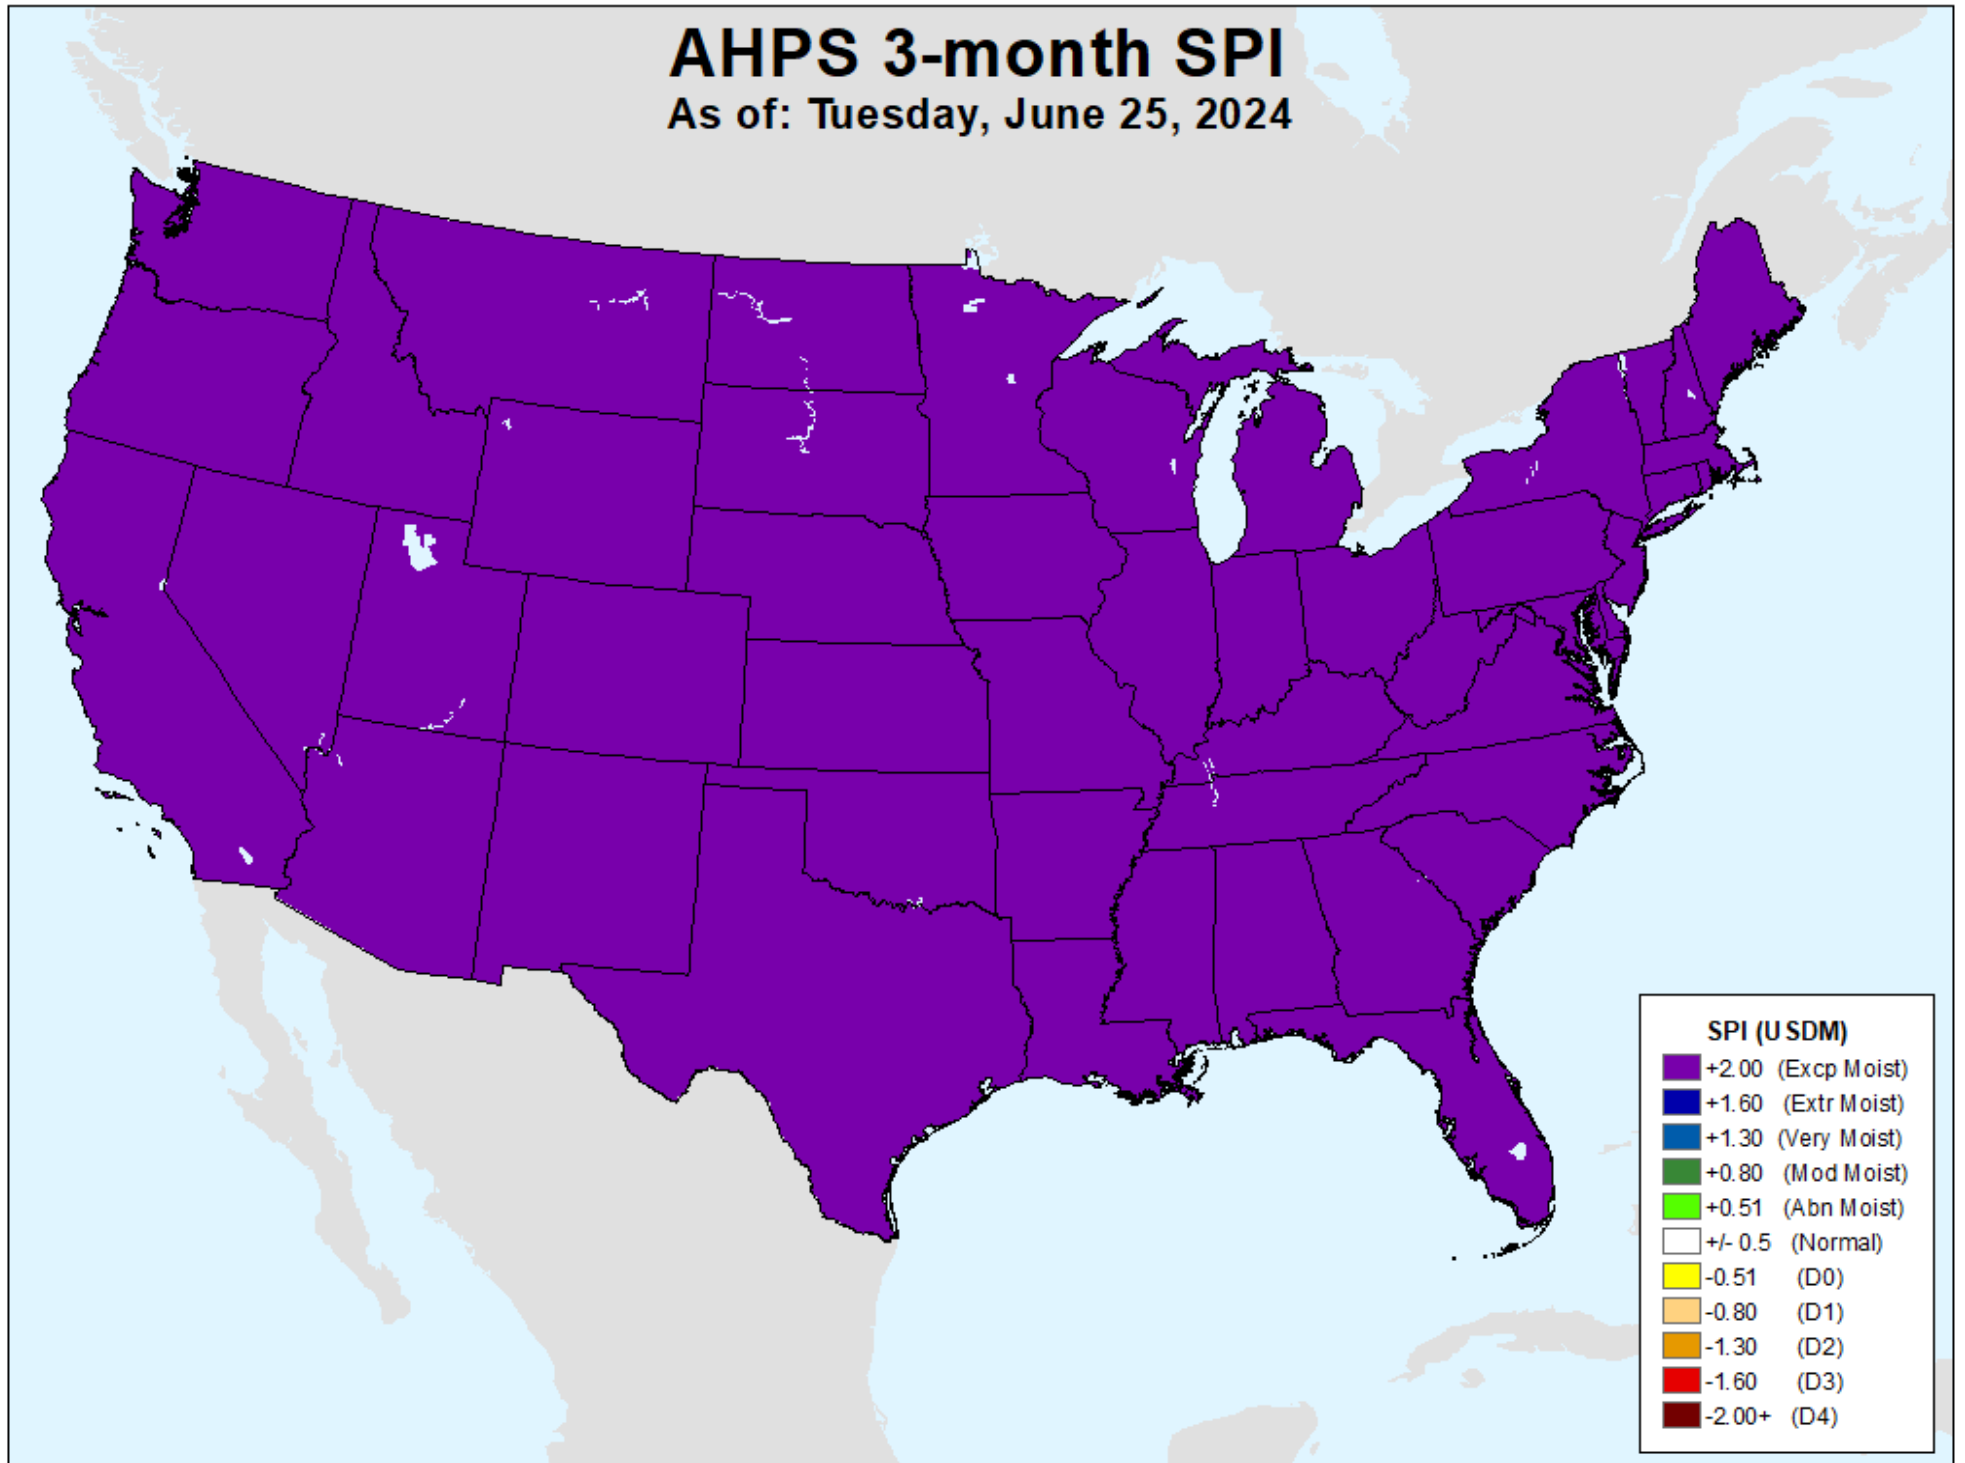 AHPS 3-month SPI
As of: Tuesday, June 25, 2024
SPI (USDM)
+2.00 (Excp Moist)
+1.60 (Extr Moist)
+1.30 (Very Moist)
+0.80 (Mod Moist)
+0.51 (Abn Moist)
+/- 0.5 (Normal)
-0.51 (D0)
-0.80 (D1)
-1.30 (D2)
-1.60 (D3)
-2.00+ (D4)